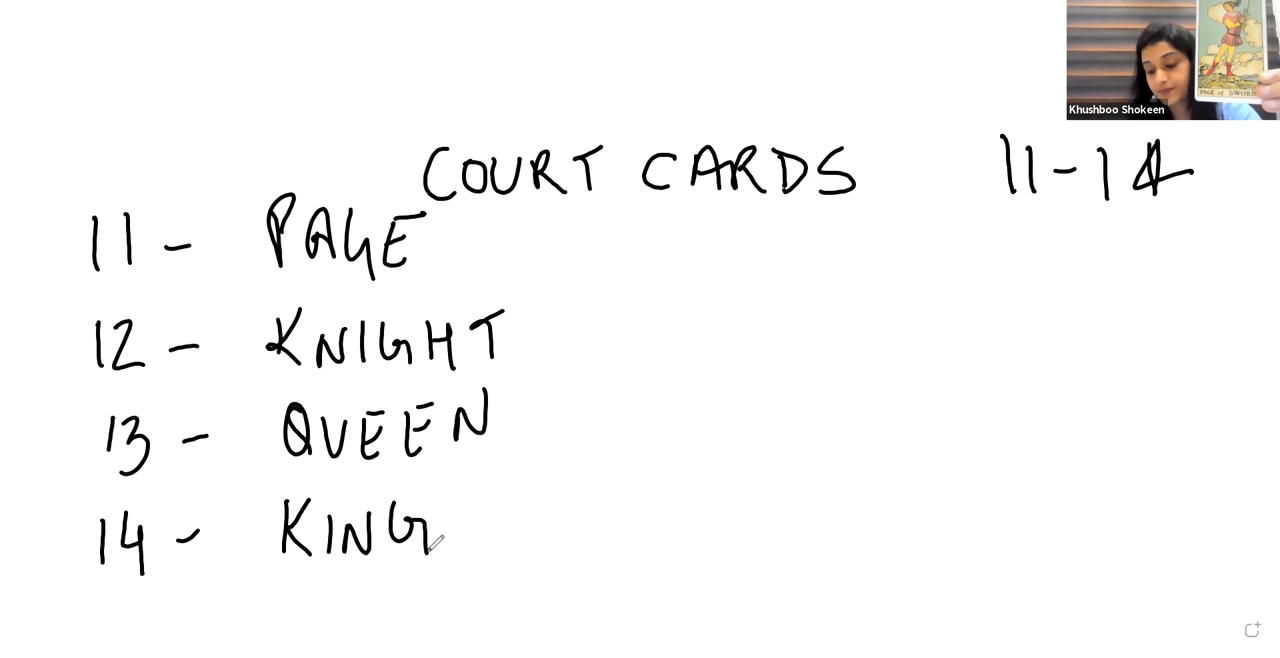 PAGE of SWORDS
Khushboo Shokeen
COURT CARDS 11-14
11- PAGE
12- KNIGHT
13- QUEEN
14- KING